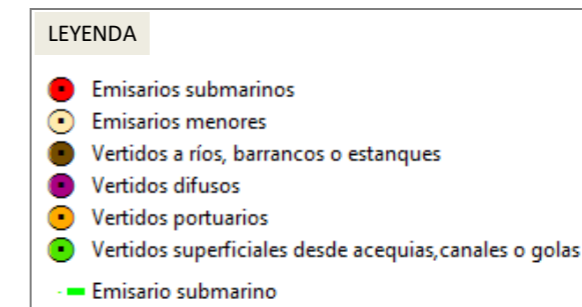 LEYENDA
Emisarios submarinos
Emisarios menores
Vertidos a ríos, barrancos o estanques
Vertidos difusos
Vertidos portuarios
Vertidos superficiales desde acequias,canales o golas
Emisario submarino